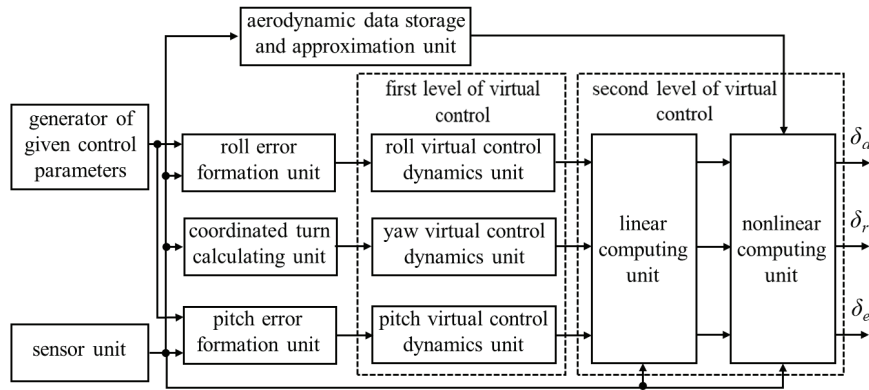 aerodynamic data storage
and approximation unit
first level of virtual
control
second level of virtual
control
generator of
given control
parameters
roll error
formation unit
roll virtual control
dynamics unit
coordinated turn
calculating unit
yaw virtual control
dynamics unit
pitch error
formation unit
pitch virtual control
dynamics unit
sensor unit
linear
computing
unit
nonlinear
computing
unit
δa
δr
δe